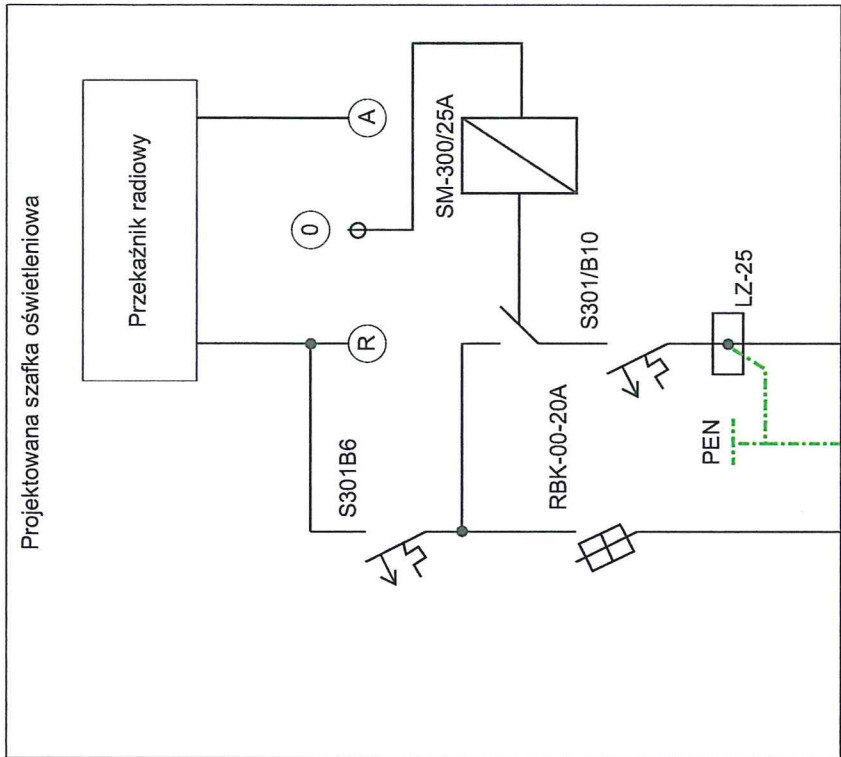 Projektowana szafka oświetleniowa
Przekaźnik radiowy
A
0
R
SM-300/25A
S301/B10
LZ-25
S301B6
RBK-00-20A
PEN